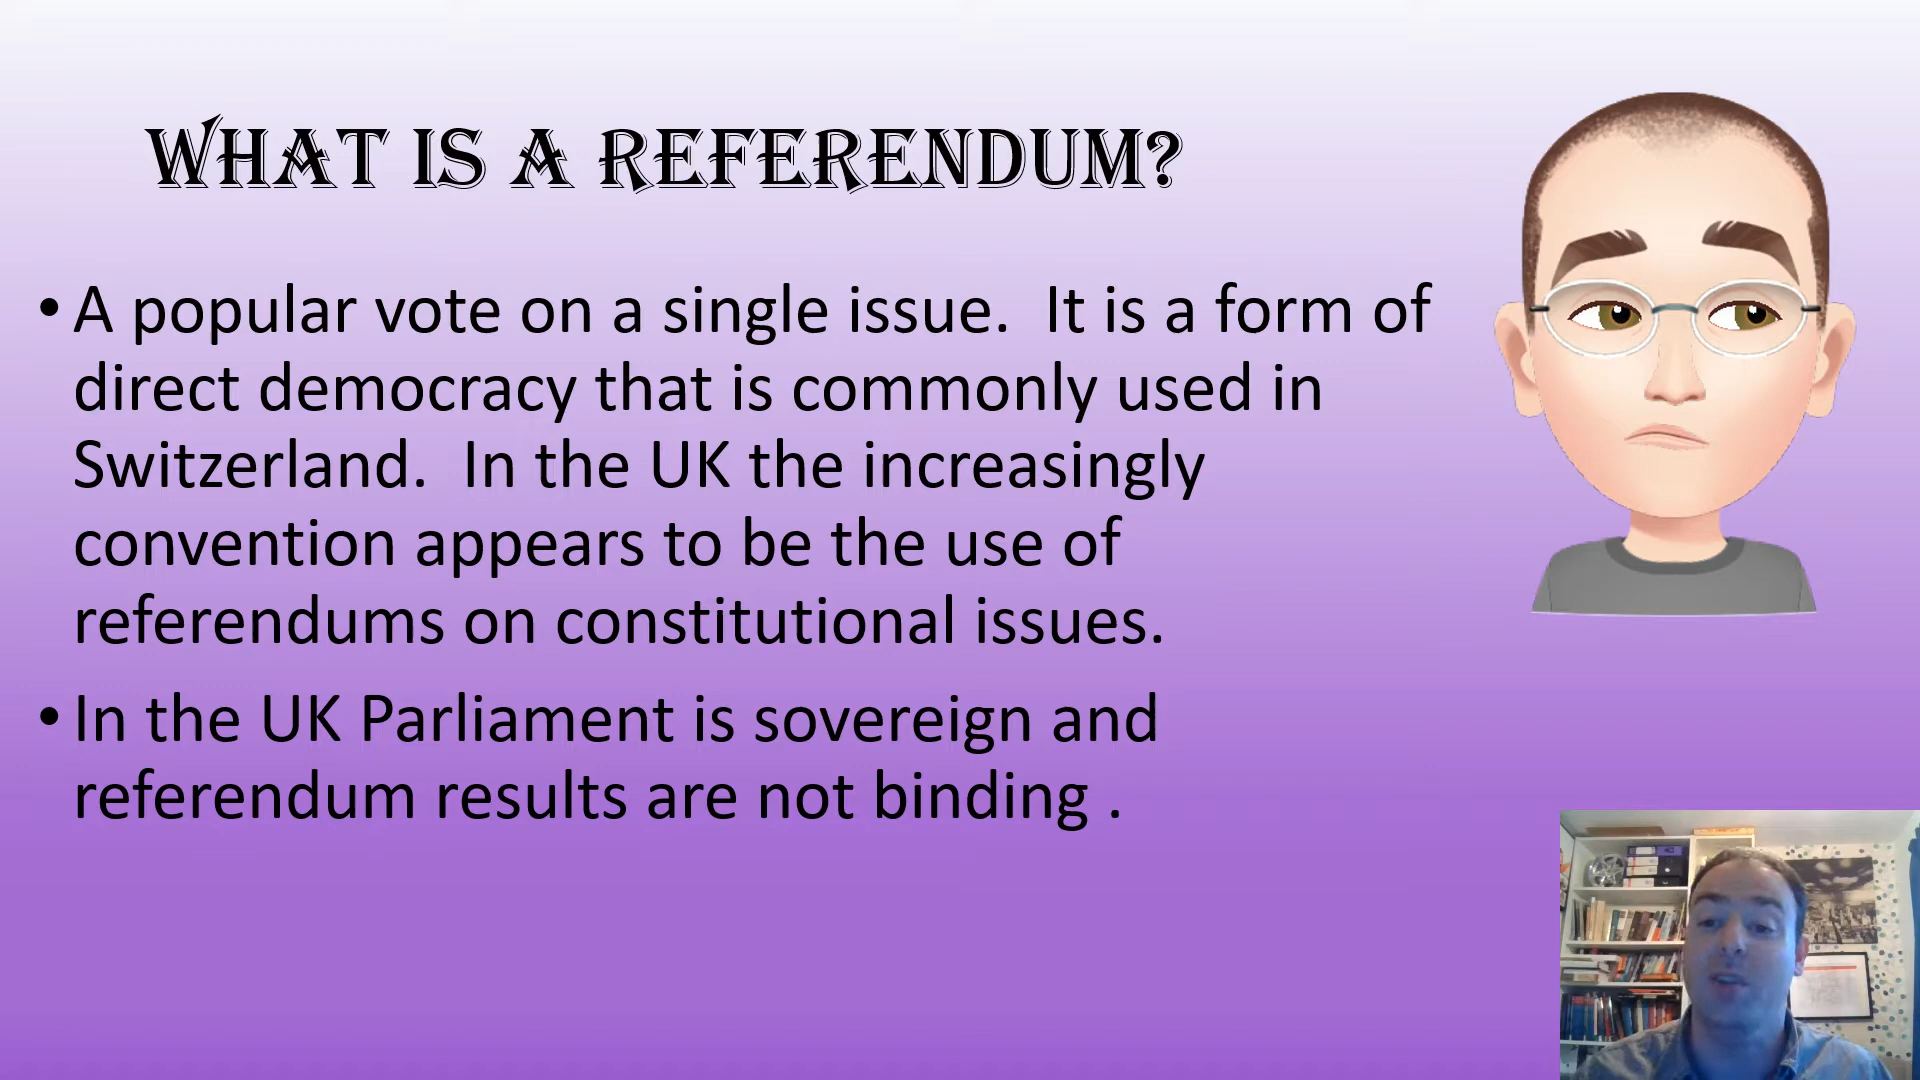 WHAT IS A REFERENDUM?
• A popular vote on a single issue.  It is a form of
direct democracy that is commonly used in
Switzerland.  In the UK the increasingly
convention appears to be the use of
referendums on constitutional issues.
• In the UK Parliament is sovereign and
referendum results are not binding .